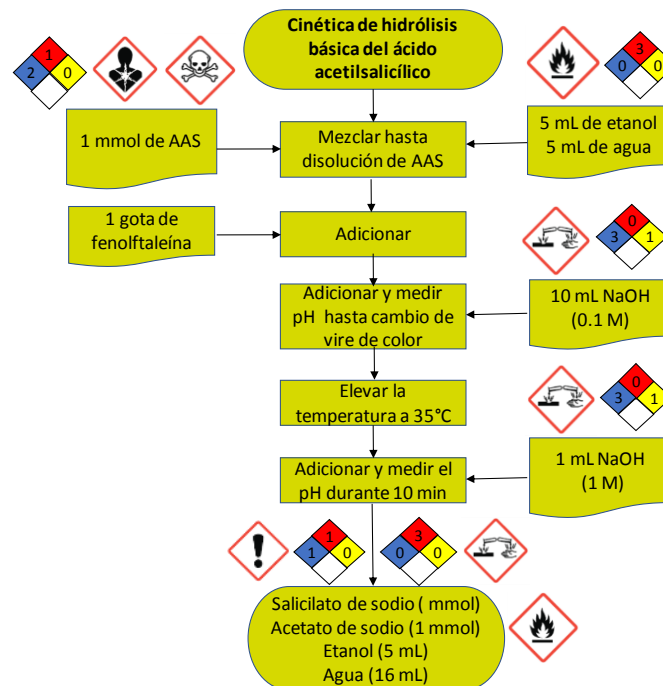 Cinética de hidrólisis
básica del ácido
acetilsalicílico
1
2
0
3
0
0
1 mmol de AAS
Mezclar hasta
disolución de AAS
5 mL de etanol
5 mL de agua
1 gota de
fenolftaleína
Adicionar
0
3
1
Adicionar y medir
pH hasta cambio de
vire de color
10 mL NaOH
(0.1 M)
Elevar la
temperatura a 35°C
0
3
1
Adicionar y medir el
pH durante 10 min
1 mL NaOH
(1 M)
1
1
0
3
0
0
Salicilato de sodio ( mmol)
Acetato de sodio (1 mmol)
Etanol (5 mL)
Agua (16 mL)